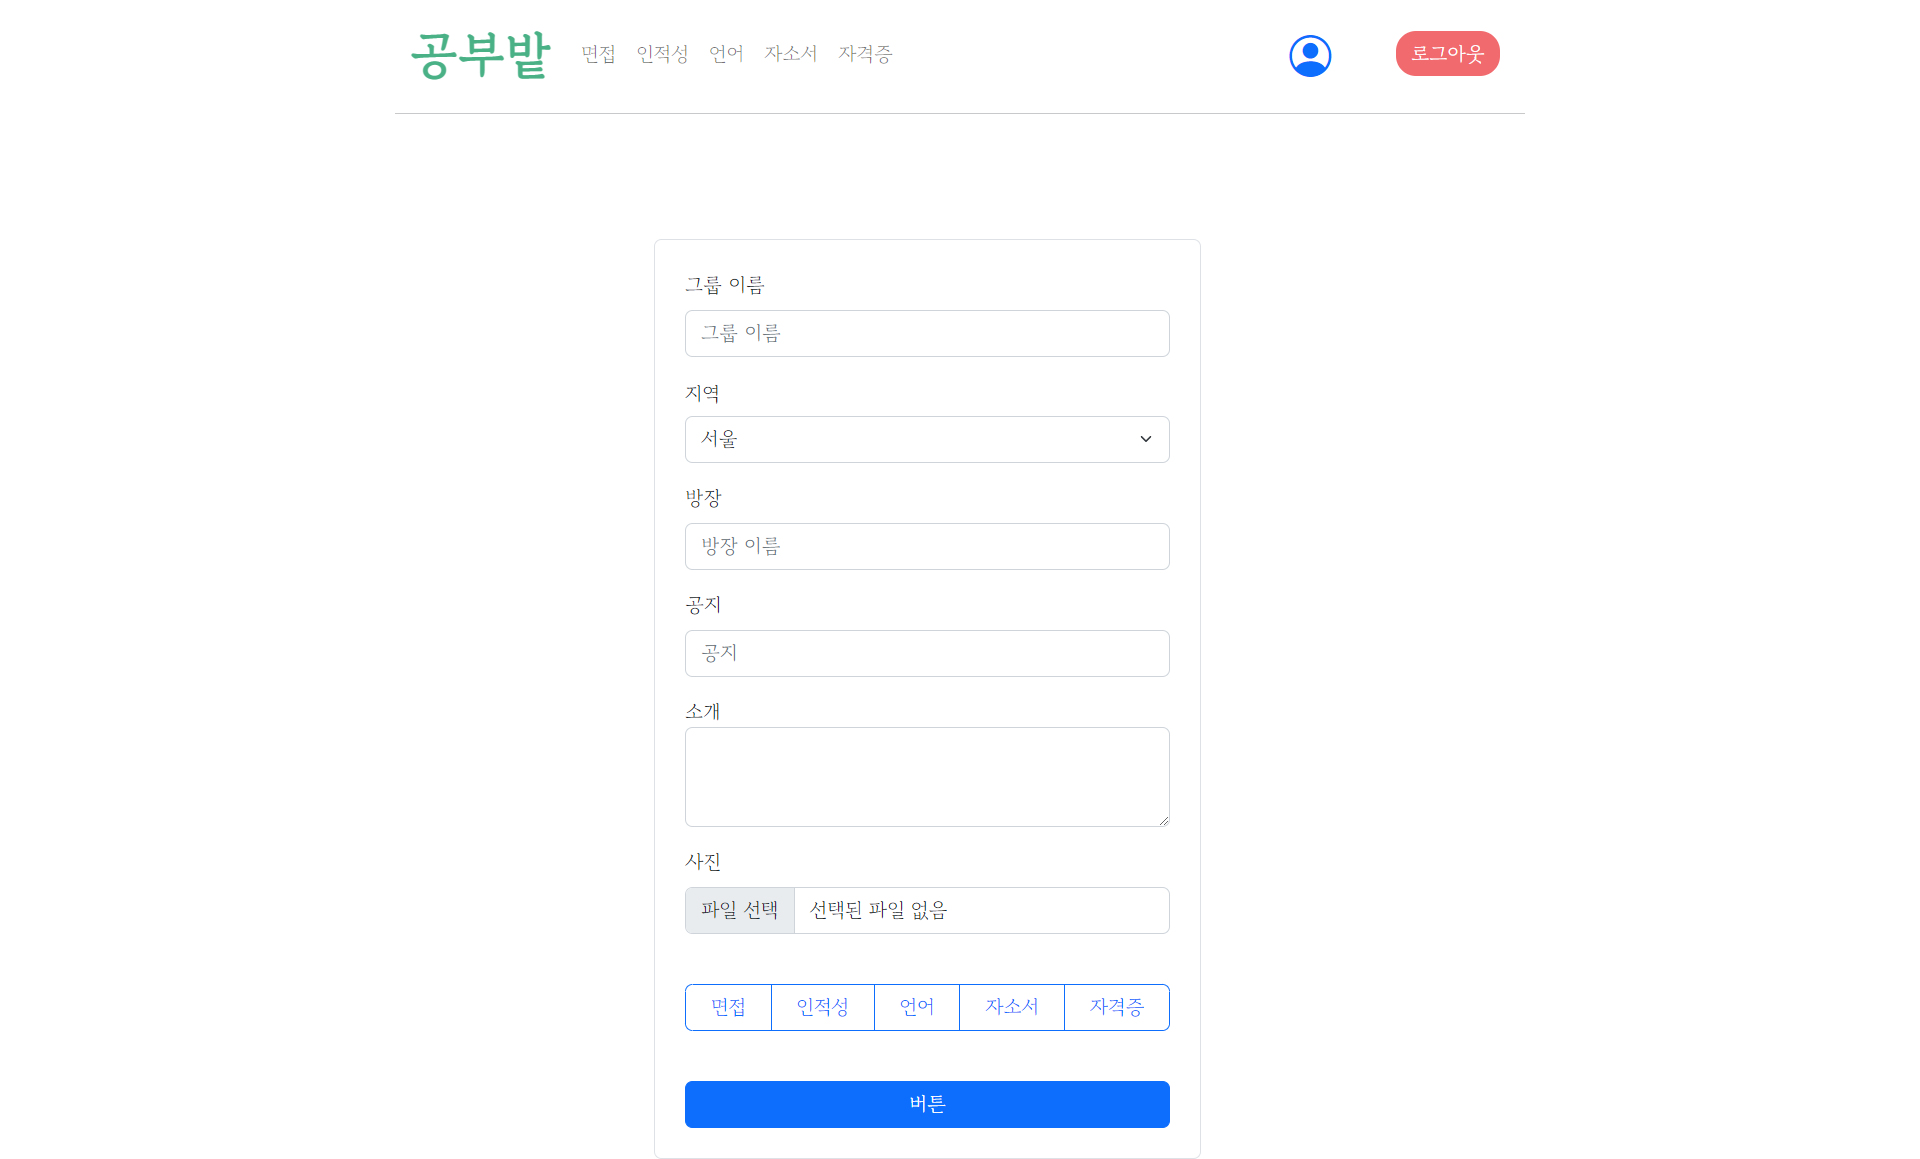 공부밭 면접 인적성 언어 자소서 자격증 로그아웃
그룹 이름
그룹 이름
지역
서울
방장
방장 이름
공지
공지
소개
사진
파일 선택 선택된 파일 없음
면접 인적성 언어 자소서 자격증
버튼